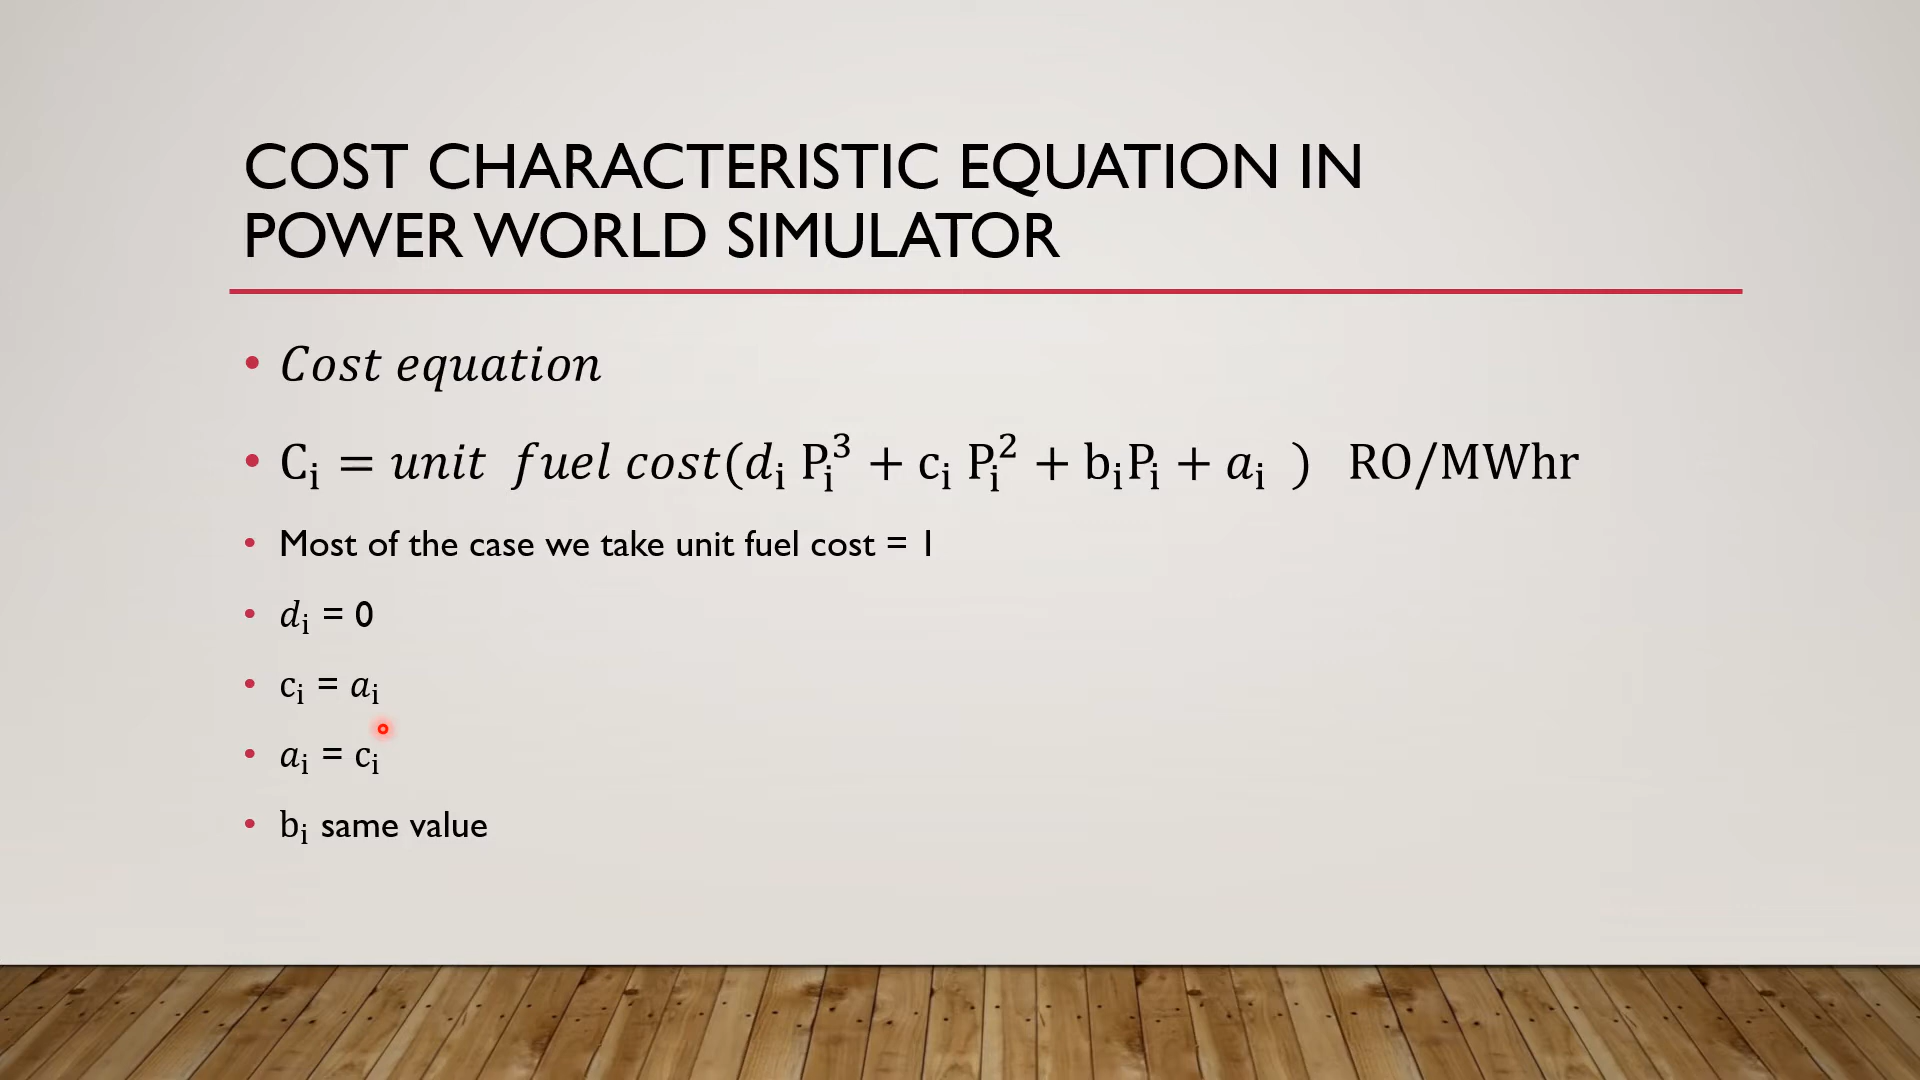 COST CHARACTERISTIC EQUATION IN
POWER WORLD SIMULATOR
• Cost equation
• Cᵢ = unit fuel cost(dᵢ Pᵢ³ + cᵢ Pᵢ² + bᵢPᵢ + aᵢ ) RO/MWhr
• Most of the case we take unit fuel cost = 1
• dᵢ = 0
• cᵢ = aᵢ
• aᵢ = cᵢ
• bᵢ same value